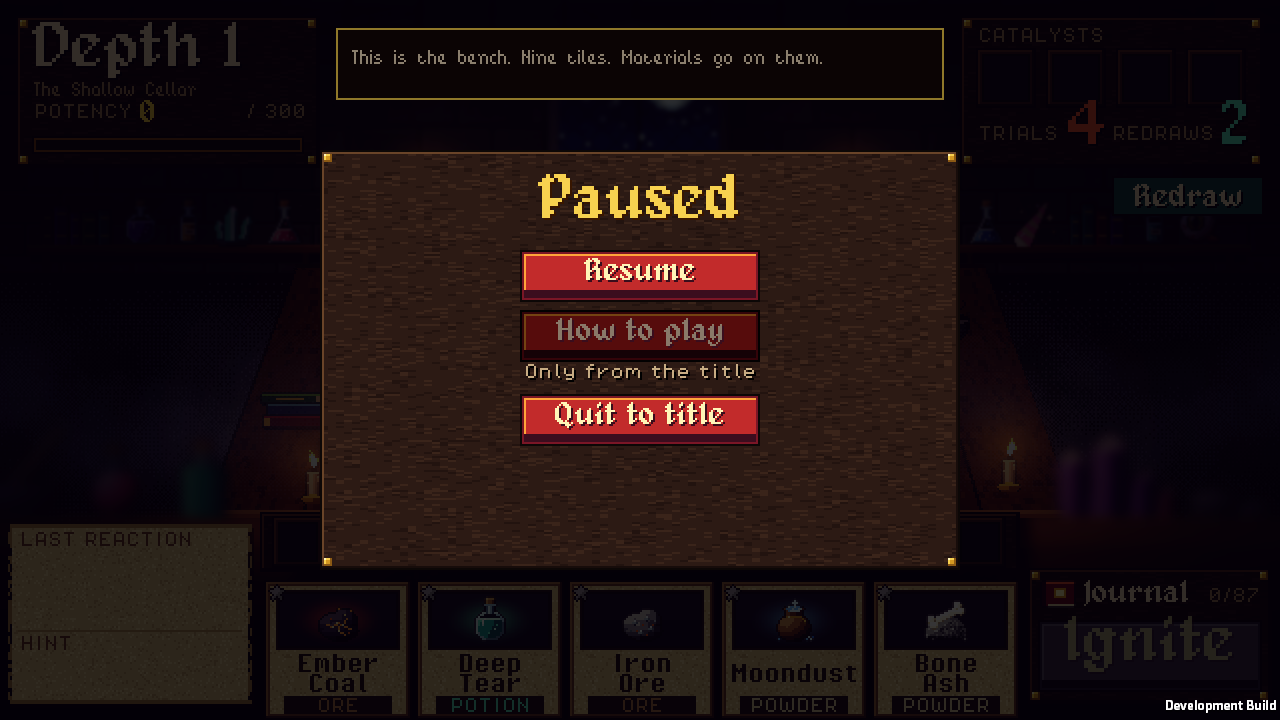 Depth 1
The Shallow Cellar
POTENCY 0 / 300
This is the bench. Nine tiles. Materials go on them.
CATALYSTS
TRIALS 4 REDRAWS 2
Redraw
Paused
Resume
How to play
Only from the title
Quit to title
LAST REACTION
HINT
Ember
Coal
ORE
Deep
Tear
POTION
Iron
Ore
ORE
Moondust
POWDER
Bone
Ash
POWDER
Journal 0/87
Ignite
Development Build